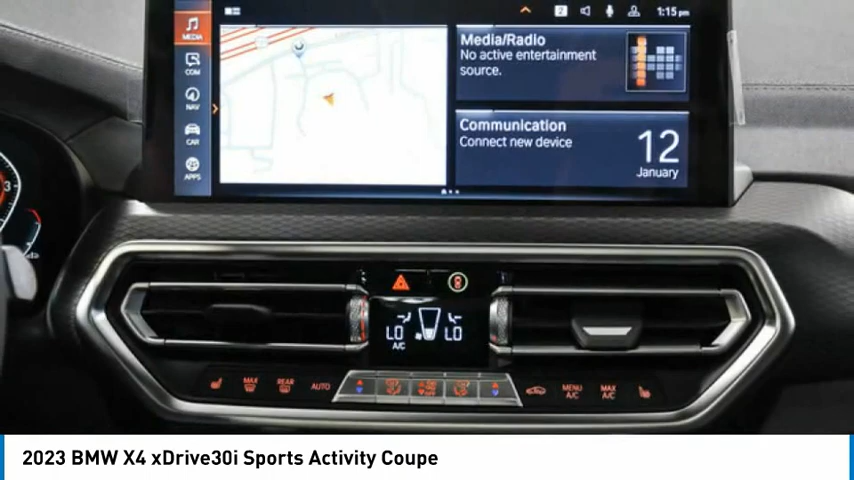 1:15 pm
MEDIA
COM
NAV
CAR
APPS
Media/Radio
No active entertainment
source.
Communication
Connect new device
12
January
LO LO
A/C
MAX REAR AUTO MENU A/C MAX A/C
2023 BMW X4 xDrive30i Sports Activity Coupe